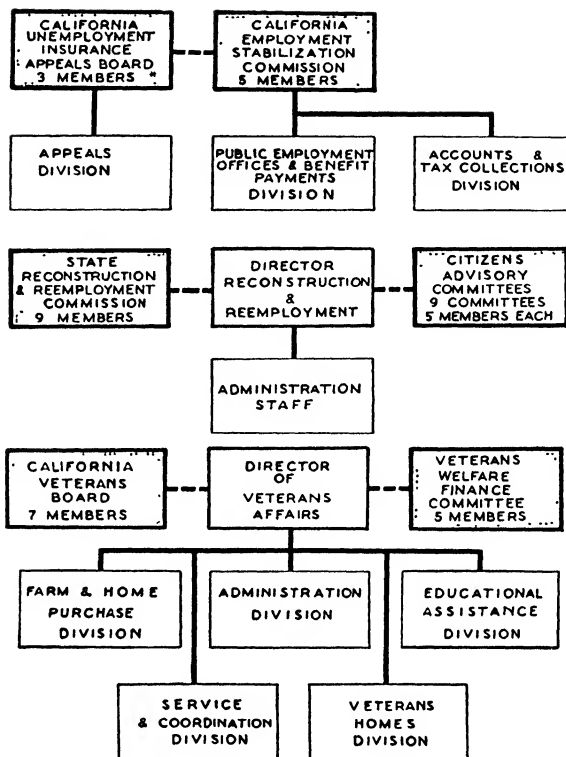 CALIFORNIA
UNEMPLOYMENT
INSURANCE
APPEALS BOARD
3 MEMBERS
CALIFORNIA
EMPLOYMENT
STABILIZATION
COMMISSION
5 MEMBERS
APPEALS
DIVISION
PUBLIC EMPLOYMENT
OFFICES & BENEFIT
PAYMENTS
DIVISION
ACCOUNTS &
TAX COLLECTIONS
DIVISION
STATE
RECONSTRUCTION
& REEMPLOYMENT
COMMISSION
9 MEMBERS
DIRECTOR
RECONSTRUCTION
&
REEMPLOYMENT
CITIZENS
ADVISORY
COMMITTEES
9 COMMITTEES
5 MEMBERS EACH
ADMINISTRATION
STAFF
CALIFORNIA
VETERANS
BOARD
7 MEMBERS
DIRECTOR
OF
VETERANS
AFFAIRS
VETERANS
WELFARE
FINANCE
COMMITTEE
5 MEMBERS
FARM & HOME
PURCHASE
DIVISION
ADMINISTRATION
DIVISION
EDUCATIONAL
ASSISTANCE
DIVISION
SERVICE
& COORDINATION
DIVISION
VETERANS
HOMES
DIVISION